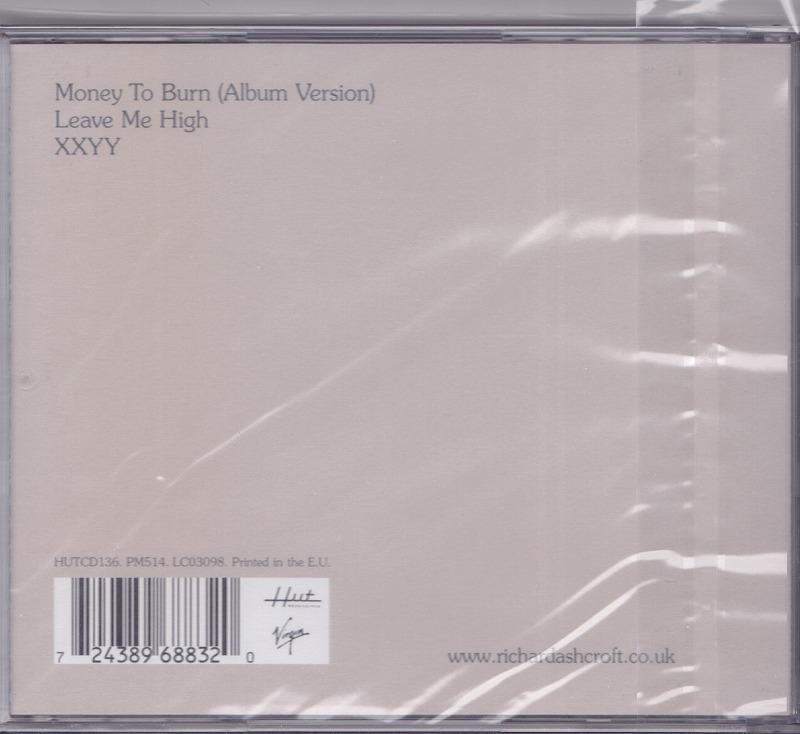 Money To Burn (Album Version)
Leave Me High
XXYY
HUTCD136. PM514. LC03098. Printed in the E.U.
Hut
Virgin
7 24389 68832 0
www.richardashcroft.co.uk